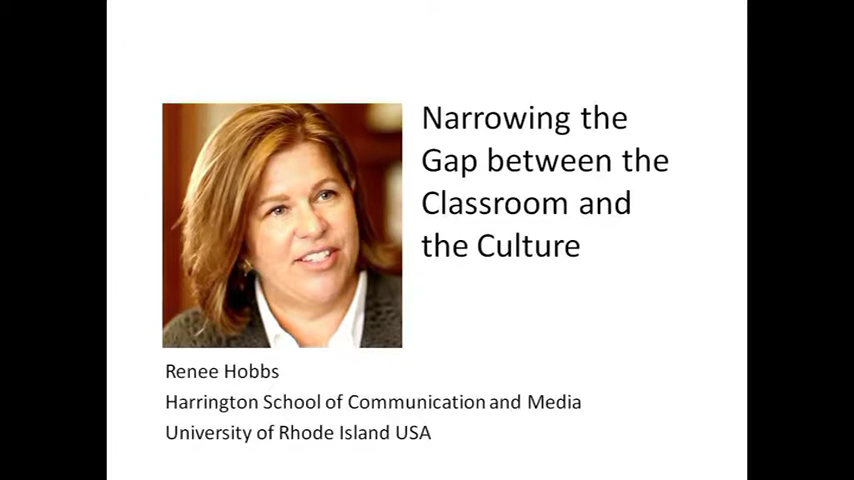 Narrowing the
Gap between the
Classroom and
the Culture
Renee Hobbs
Harrington School of Communication and Media
University of Rhode Island USA